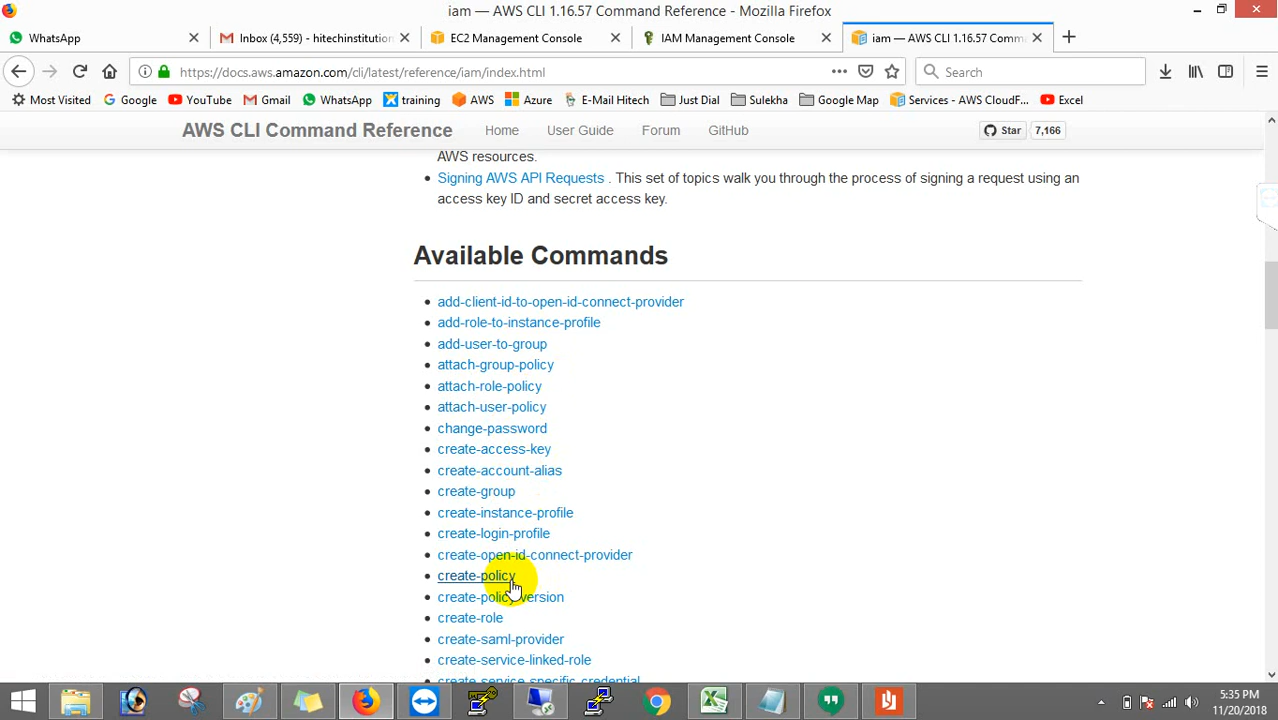 iam — AWS CLI 1.16.57 Command Reference - Mozilla Firefox
WhatsApp
Inbox (4,559) - hitechinstitution
EC2 Management Console
IAM Management Console
iam — AWS CLI 1.16.57 Comma
https://docs.aws.amazon.com/cli/latest/reference/iam/index.html
Search
Most Visited
Google
YouTube
Gmail
WhatsApp
training
AWS
Azure
E-Mail Hitech
Just Dial
Sulekha
Google Map
Services - AWS CloudF...
Excel
AWS CLI Command Reference
Home
User Guide
Forum
GitHub
Star
7,166
AWS resources.
Signing AWS API Requests . This set of topics walk you through the process of signing a request using an
access key ID and secret access key.
Available Commands
add-client-id-to-open-id-connect-provider
add-role-to-instance-profile
add-user-to-group
attach-group-policy
attach-role-policy
attach-user-policy
change-password
create-access-key
create-account-alias
create-group
create-instance-profile
create-login-profile
create-open-id-connect-provider
create-policy
create-policy-version
create-role
create-saml-provider
create-service-linked-role
create-service-specific-credential
5:35 PM
11/20/2018